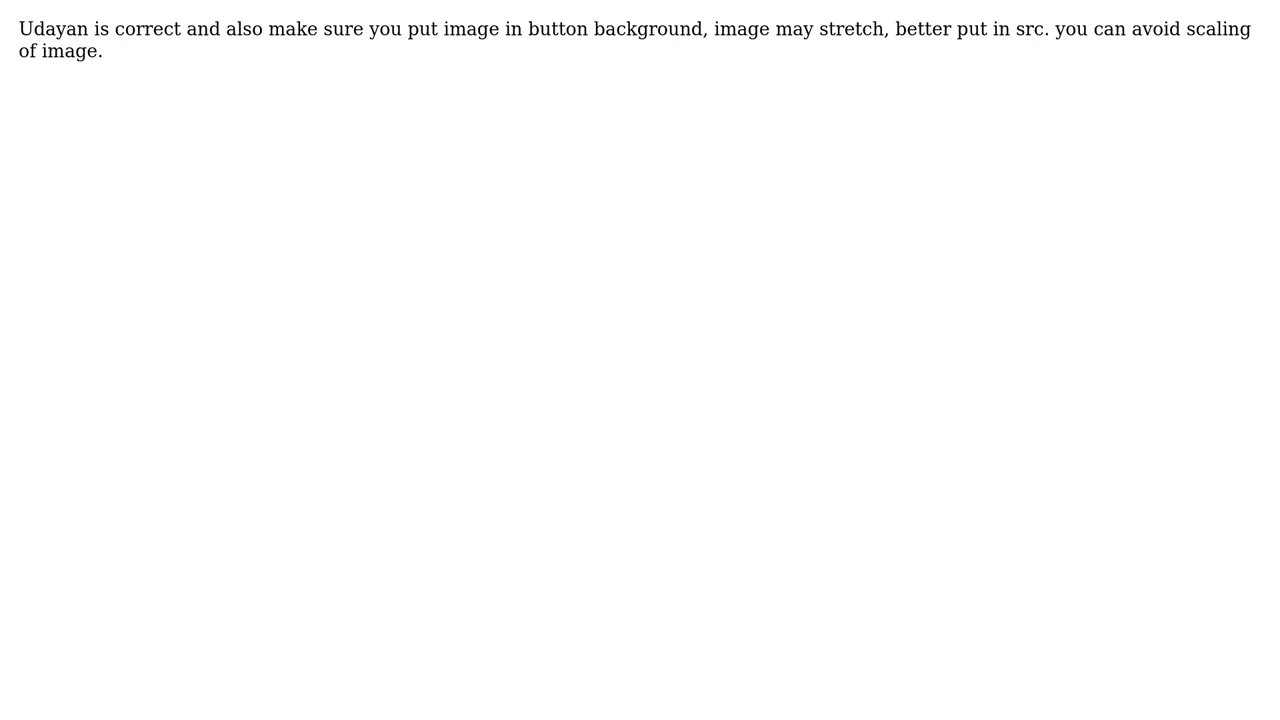 Udayan is correct and also make sure you put image in button background, image may stretch, better put in src. you can avoid scaling
of image.